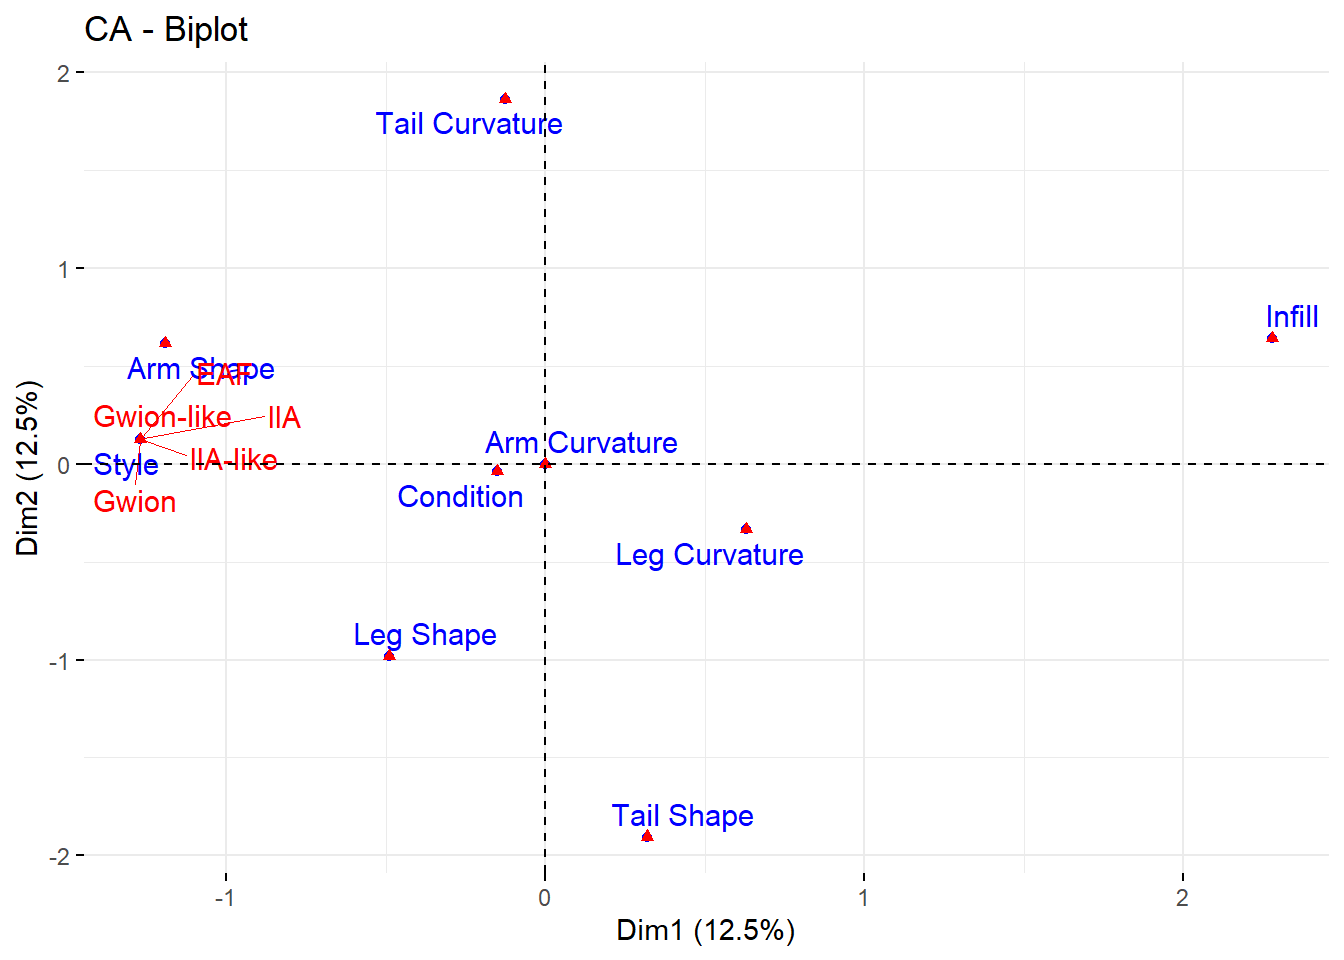 CA - Biplot
2
Tail Curvature
1
Infill
Arm Shape
EAF
Gwion-like
IIA
Arm Curvature
IIA-like
0
Style
Condition
Gwion
Leg Curvature
Leg Shape
-1
Tail Shape
-2
-1
0
1
2
Dim1 (12.5%)
Dim2 (12.5%)